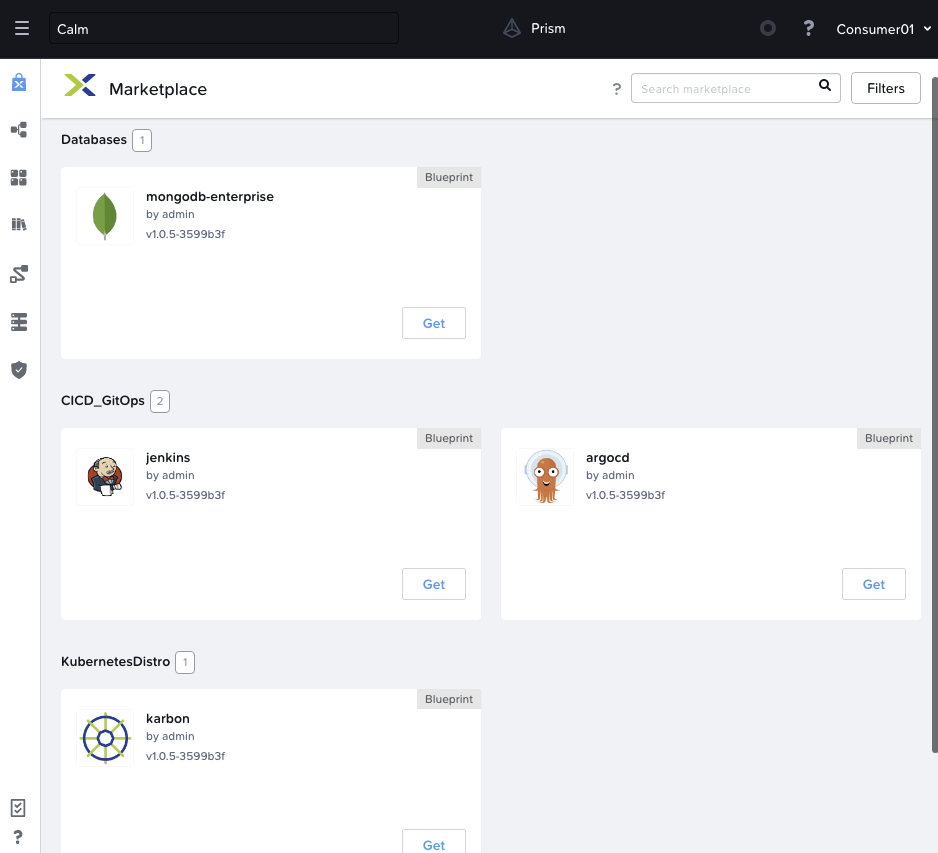 Calm
Prism
?
Consumer01
Marketplace
?
Search marketplace
Filters
Databases 1
Blueprint
mongodb-enterprise
by admin
v1.0.5-3599b3f
Get
CICD_GitOps 2
Blueprint
jenkins
by admin
v1.0.5-3599b3f
Get
Blueprint
argocd
by admin
v1.0.5-3599b3f
Get
KubernetesDistro 1
Blueprint
karbon
by admin
v1.0.5-3599b3f
Get
?